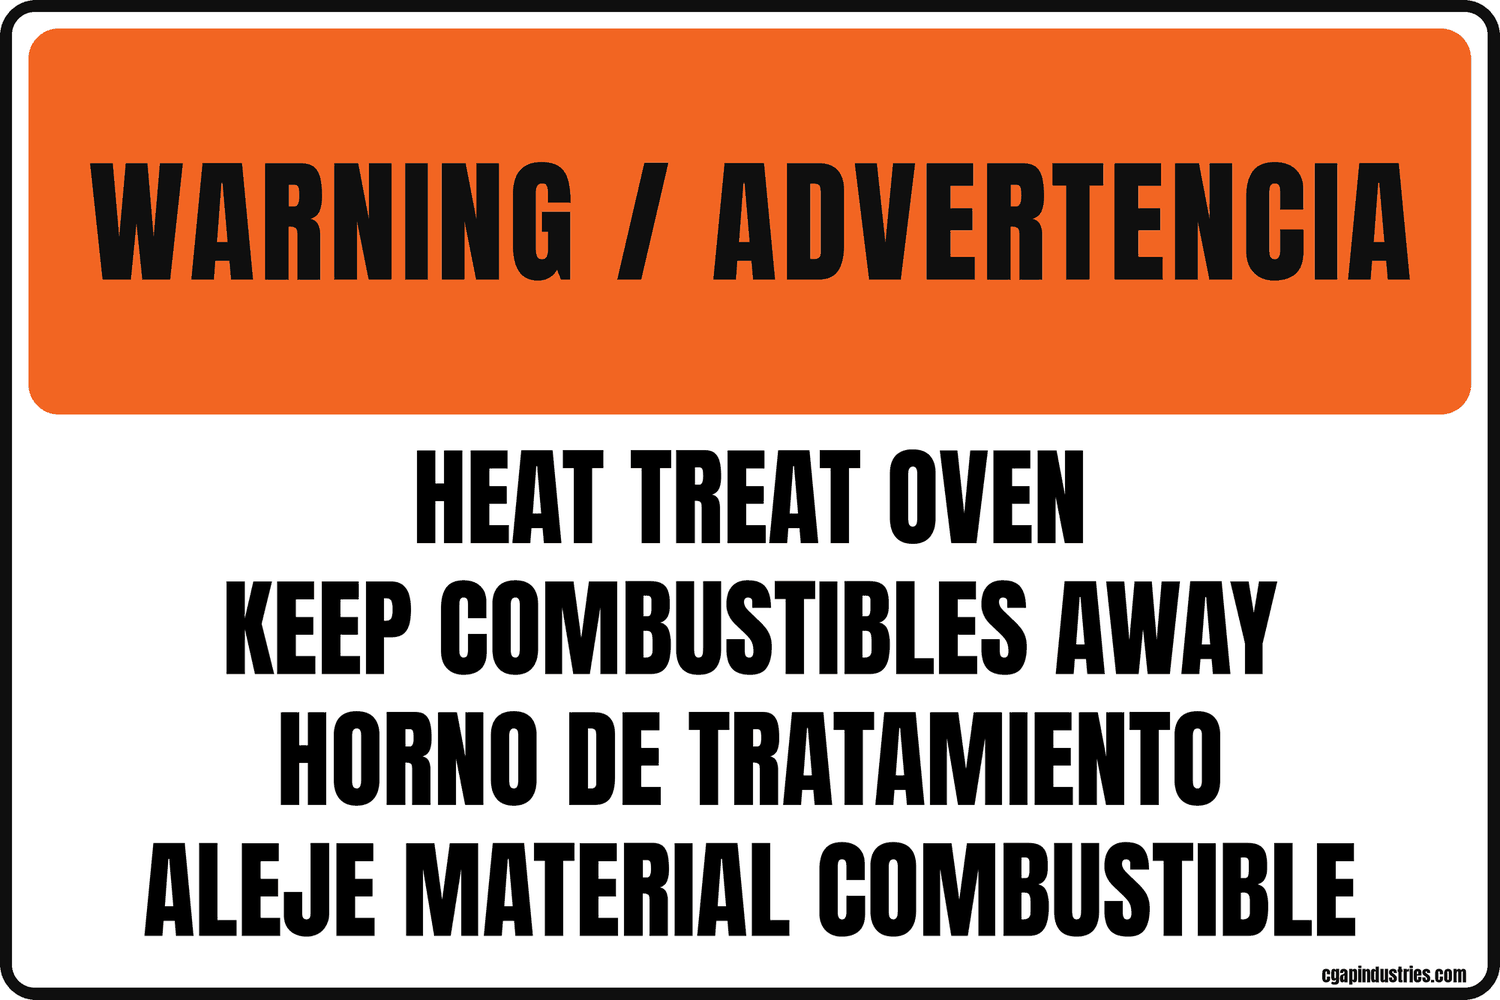 WARNING / ADVERTENCIA
HEAT TREAT OVEN
KEEP COMBUSTIBLES AWAY
HORNO DE TRATAMIENTO
ALEJE MATERIAL COMBUSTIBLE
cgapindustries.com